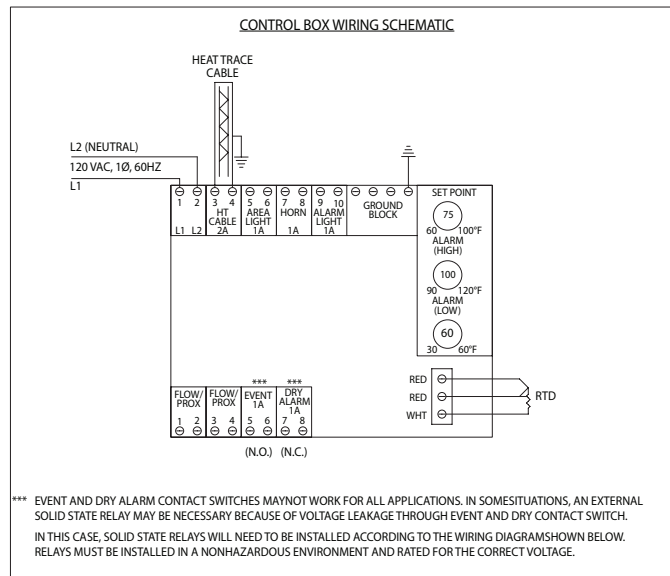 CONTROL BOX WIRING SCHEMATIC
HEAT TRACE
CABLE
L2 (NEUTRAL)
120 VAC, 1Ø, 60HZ
L1
1 2 3 4 5 6 7 8 9 10
L1 L2
HT
CABLE
2A
AREA
LIGHT
1A
HORN
1A
ALARM
LIGHT
1A
GROUND
BLOCK
SET POINT
75
60 100°F
ALARM
(HIGH)
100
90 120°F
ALARM
(LOW)
60
30 60°F
RED
RED
WHT
RTD
FLOW/
PROX
1 2
FLOW/
PROX
3 4
***
EVENT
1A
5 6
***
DRY
ALARM
1A
7 8
(N.O.) (N.C.)
*** EVENT AND DRY ALARM CONTACT SWITCHES MAYNOT WORK FOR ALL APPLICATIONS. IN SOMESITUATIONS, AN EXTERNAL
SOLID STATE RELAY MAY BE NECESSARY BECAUSE OF VOLTAGE LEAKAGE THROUGH EVENT AND DRY CONTACT SWITCH.
IN THIS CASE, SOLID STATE RELAYS WILL NEED TO BE INSTALLED ACCORDING TO THE WIRING DIAGRAMSHOWN BELOW.
RELAYS MUST BE INSTALLED IN A NONHAZARDOUS ENVIRONMENT AND RATED FOR THE CORRECT VOLTAGE.